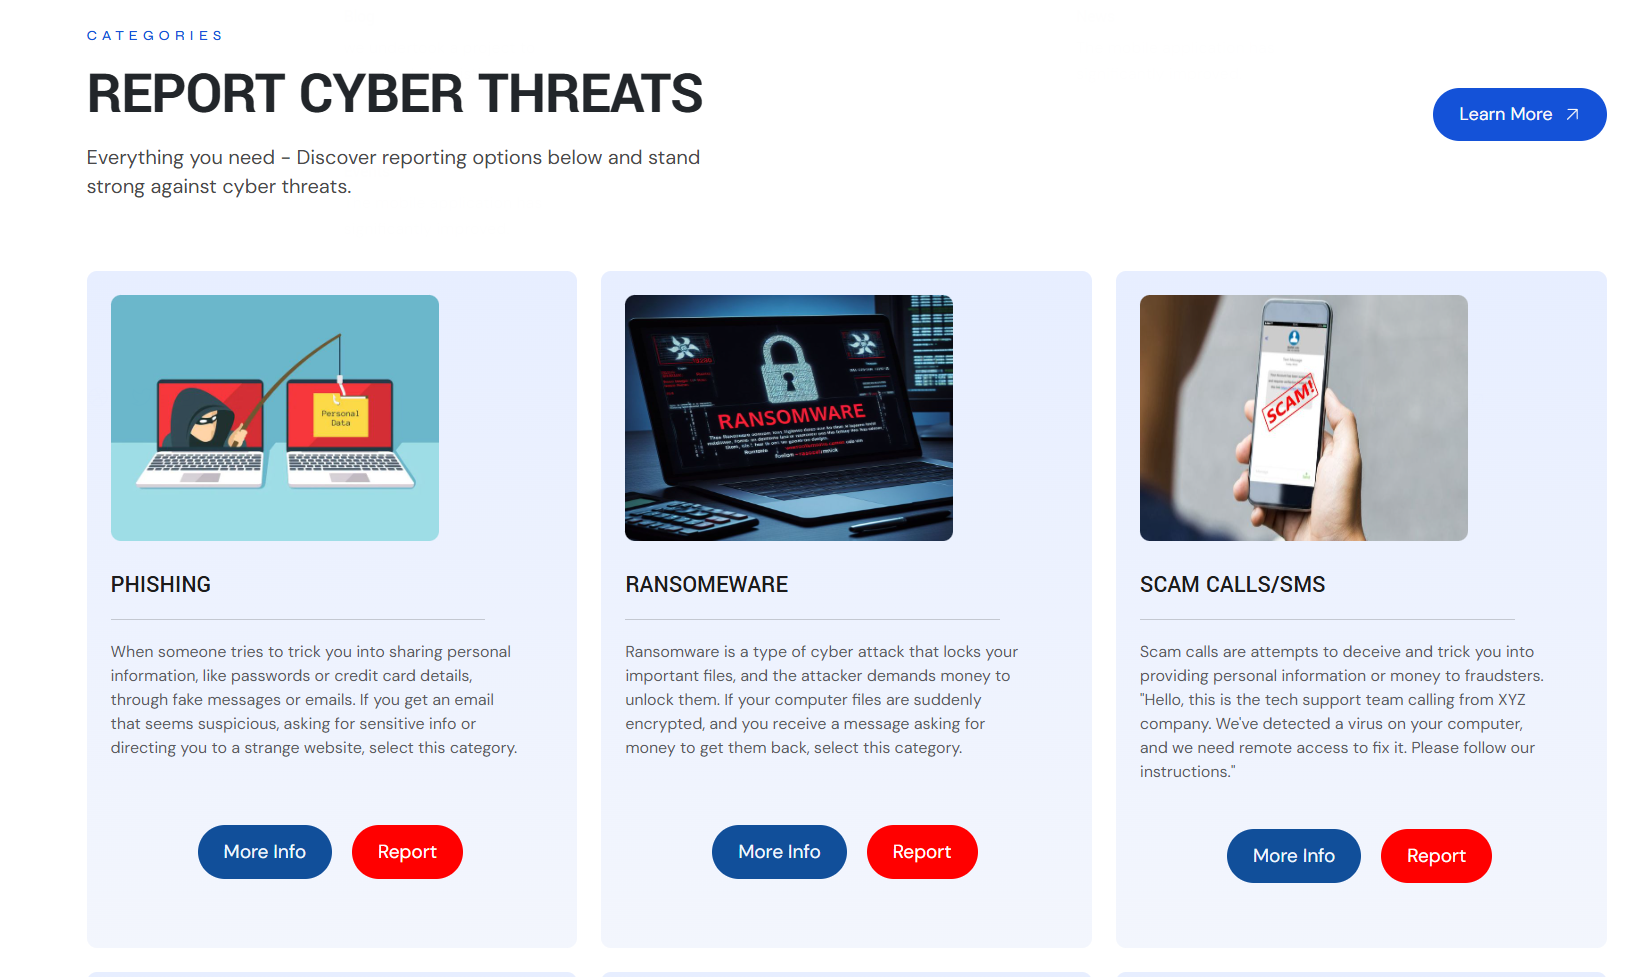 CATEGORIES
REPORT CYBER THREATS
Learn More
Everything you need - Discover reporting options below and stand
strong against cyber threats.
Personal
Data
RANSOMWARE
SCAM!
PHISHING
When someone tries to trick you into sharing personal
information, like passwords or credit card details,
through fake messages or emails. If you get an email
that seems suspicious, asking for sensitive info or
directing you to a strange website, select this category.
More Info
Report
RANSOMEWARE
Ransomware is a type of cyber attack that locks your
important files, and the attacker demands money to
unlock them. If your computer files are suddenly
encrypted, and you receive a message asking for
money to get them back, select this category.
More Info
Report
SCAM CALLS/SMS
Scam calls are attempts to deceive and trick you into
providing personal information or money to fraudsters.
"Hello, this is the tech support team calling from XYZ
company. We've detected a virus on your computer,
and we need remote access to fix it. Please follow our
instructions."
More Info
Report